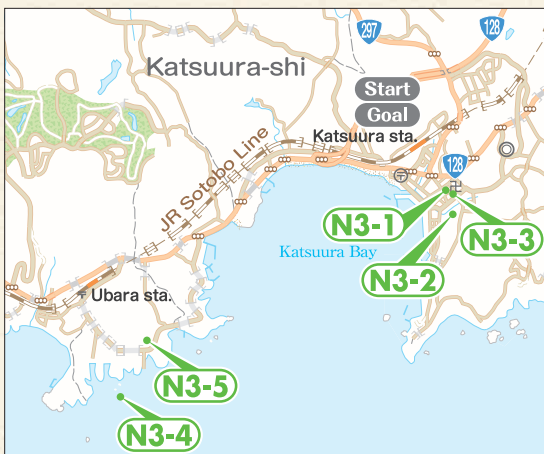 297
128
Katsuura-shi
Start
Goal
Katsuura sta.
JR Sotobo Line
128
N3-1
N3-3
Katsuura Bay
N3-2
Ubara sta.
N3-5
N3-4